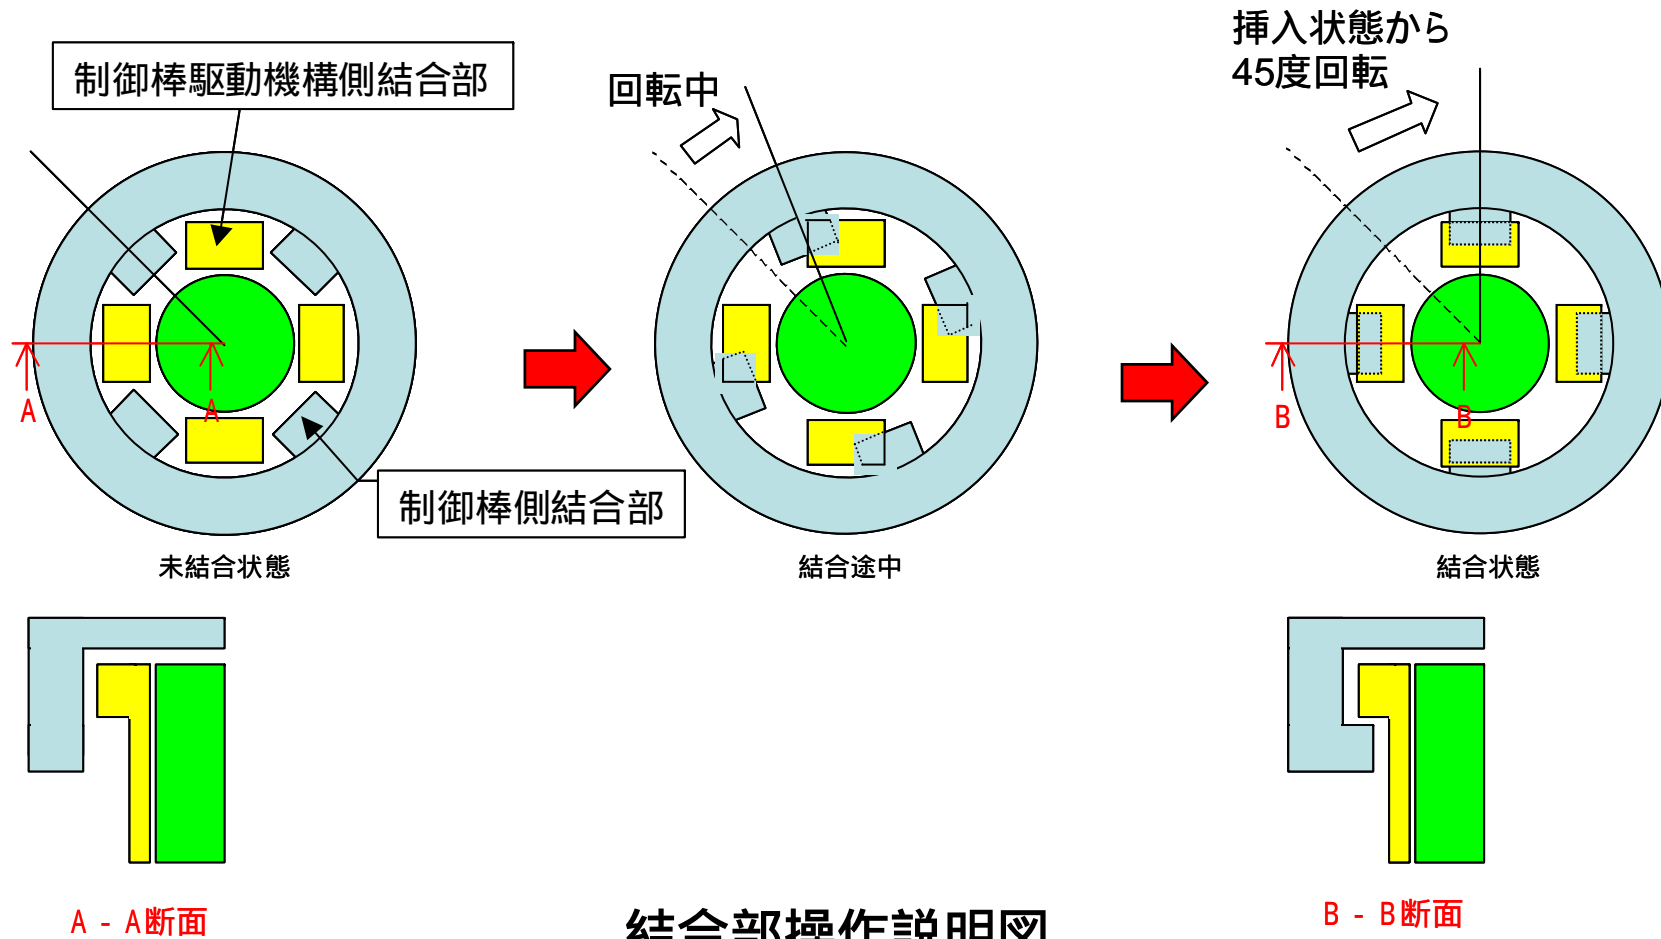 制御棒駆動機構側結合部
回転中
挿入状態から
45度回転
A
A
B
B
制御棒側結合部
未結合状態
結合途中
結合状態
A - A断面
結合部操作説明図
B - B断面